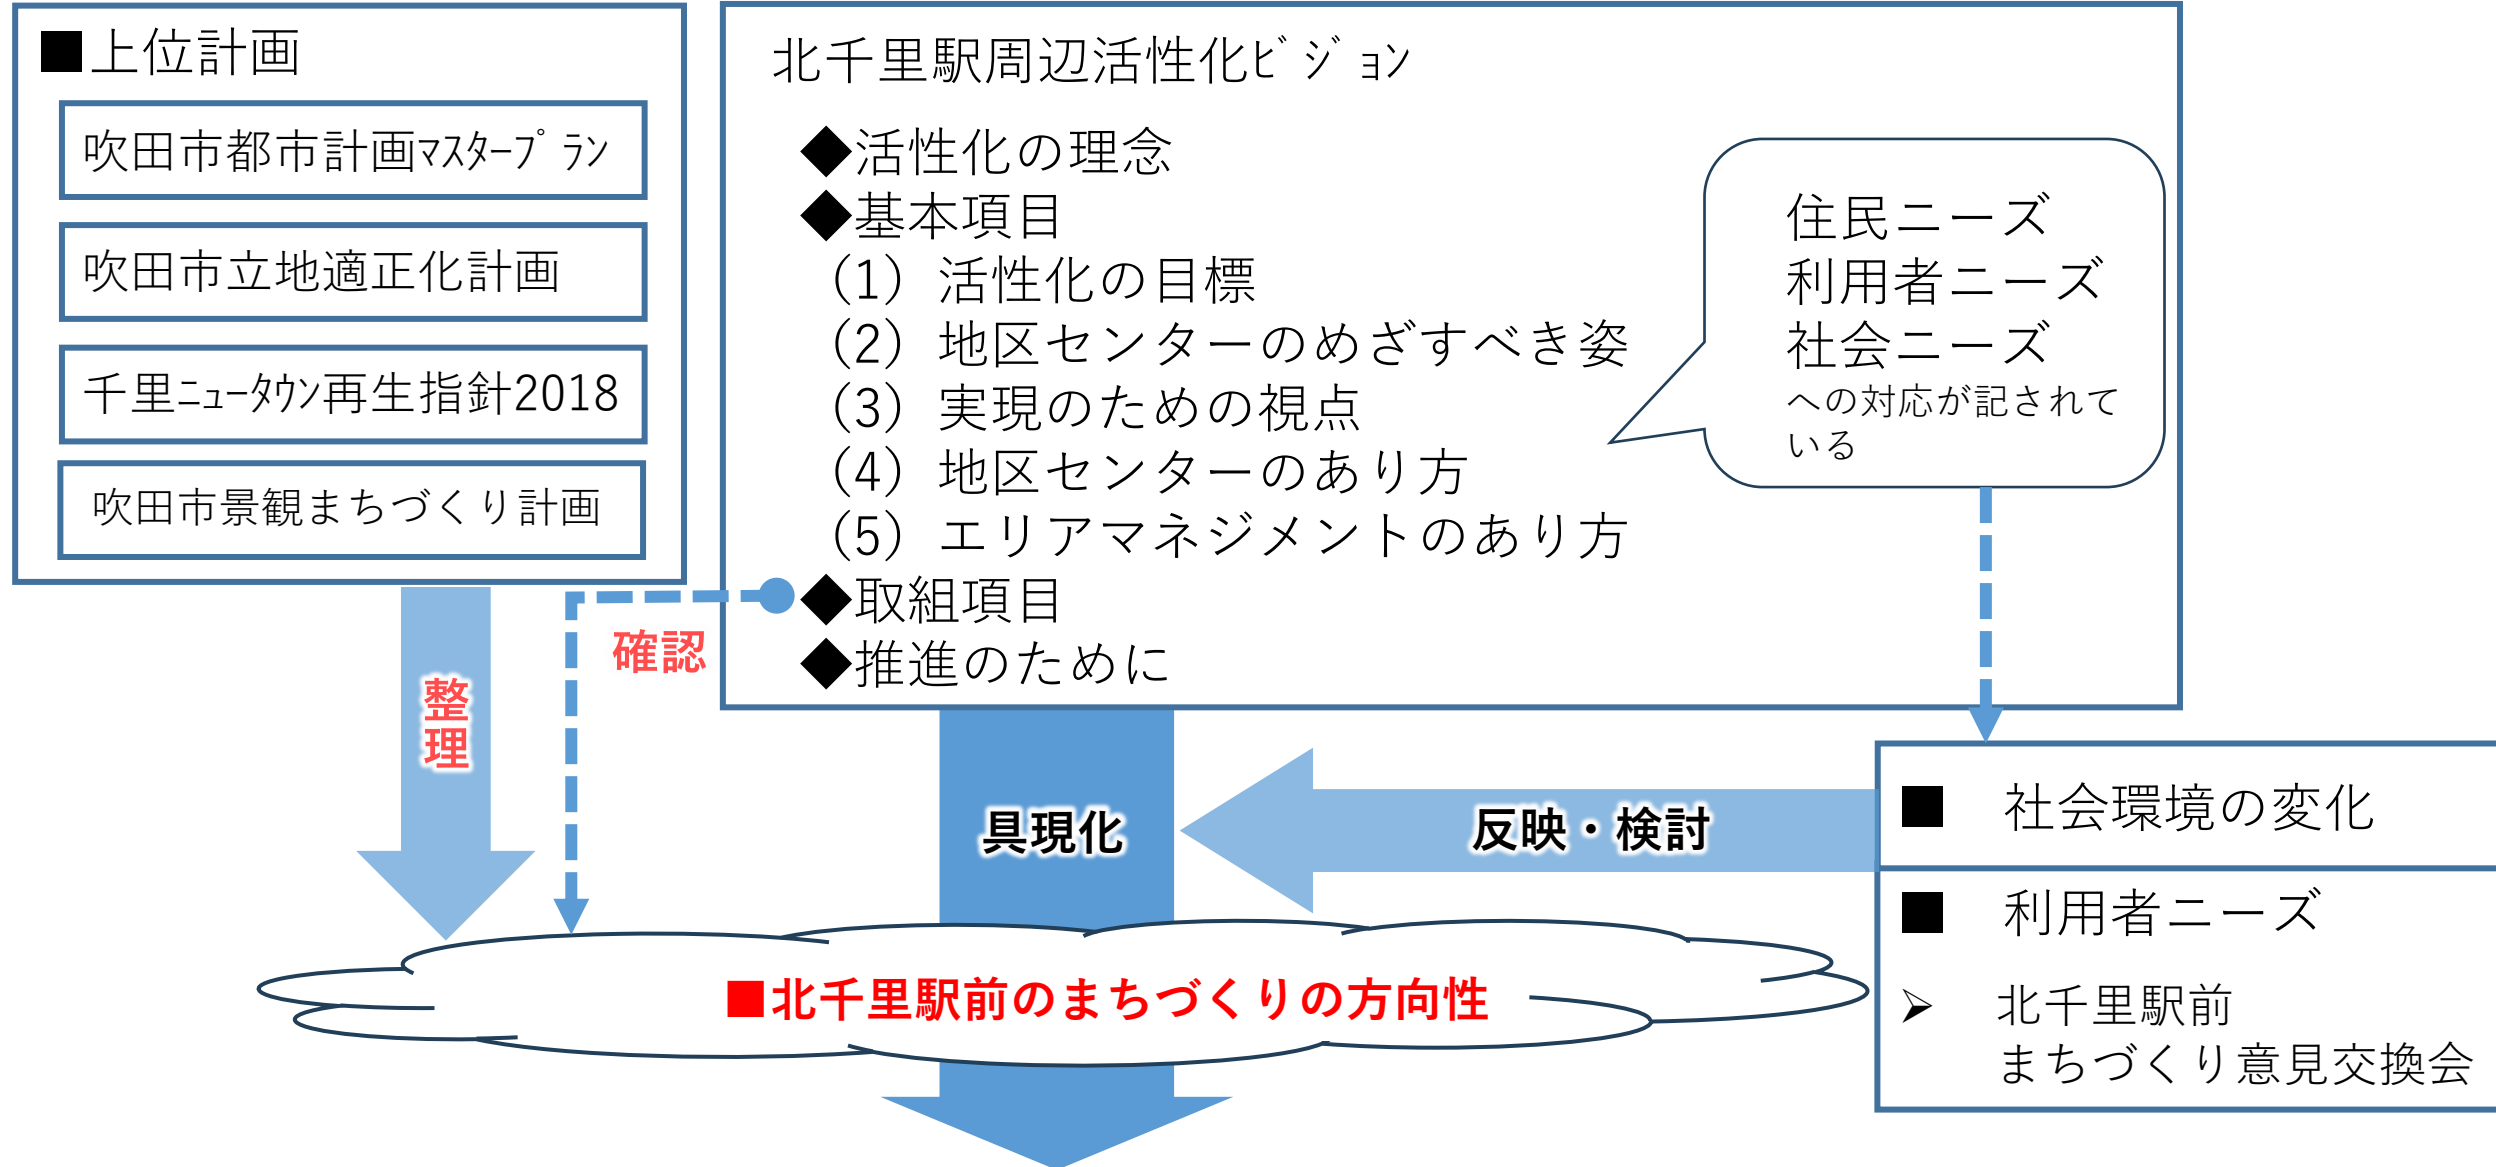 ■上位計画
吹田市都市計画ﾏｽﾀｰﾌﾟﾗﾝ
吹田市立地適正化計画
千里ﾆｭｰﾀｳﾝ再生指針2018
吹田市景観まちづくり計画
北千里駅周辺活性化ﾋﾞｼﾞｮﾝ
◆活性化の理念
◆基本項目
（1） 活性化の目標
（2） 地区センターのめざすべき姿
（3） 実現のための視点
（4） 地区センターのあり方
（5） エリアマネジメントのあり方
◆取組項目
◆推進のために
住民ニーズ
利用者ニーズ
社会ニーズ
への対応が記されて
いる
確認
整理
具現化
反映・検討
■ 社会環境の変化
■ 利用者ニーズ
➢ 北千里駅前
まちづくり意見交換会
■北千里駅前のまちづくりの方向性